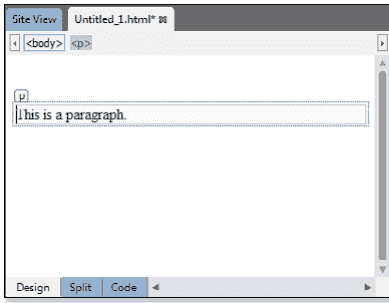 Site View Untitled_1.html*
<body> <p>
p
This is a paragraph.
Design Split Code